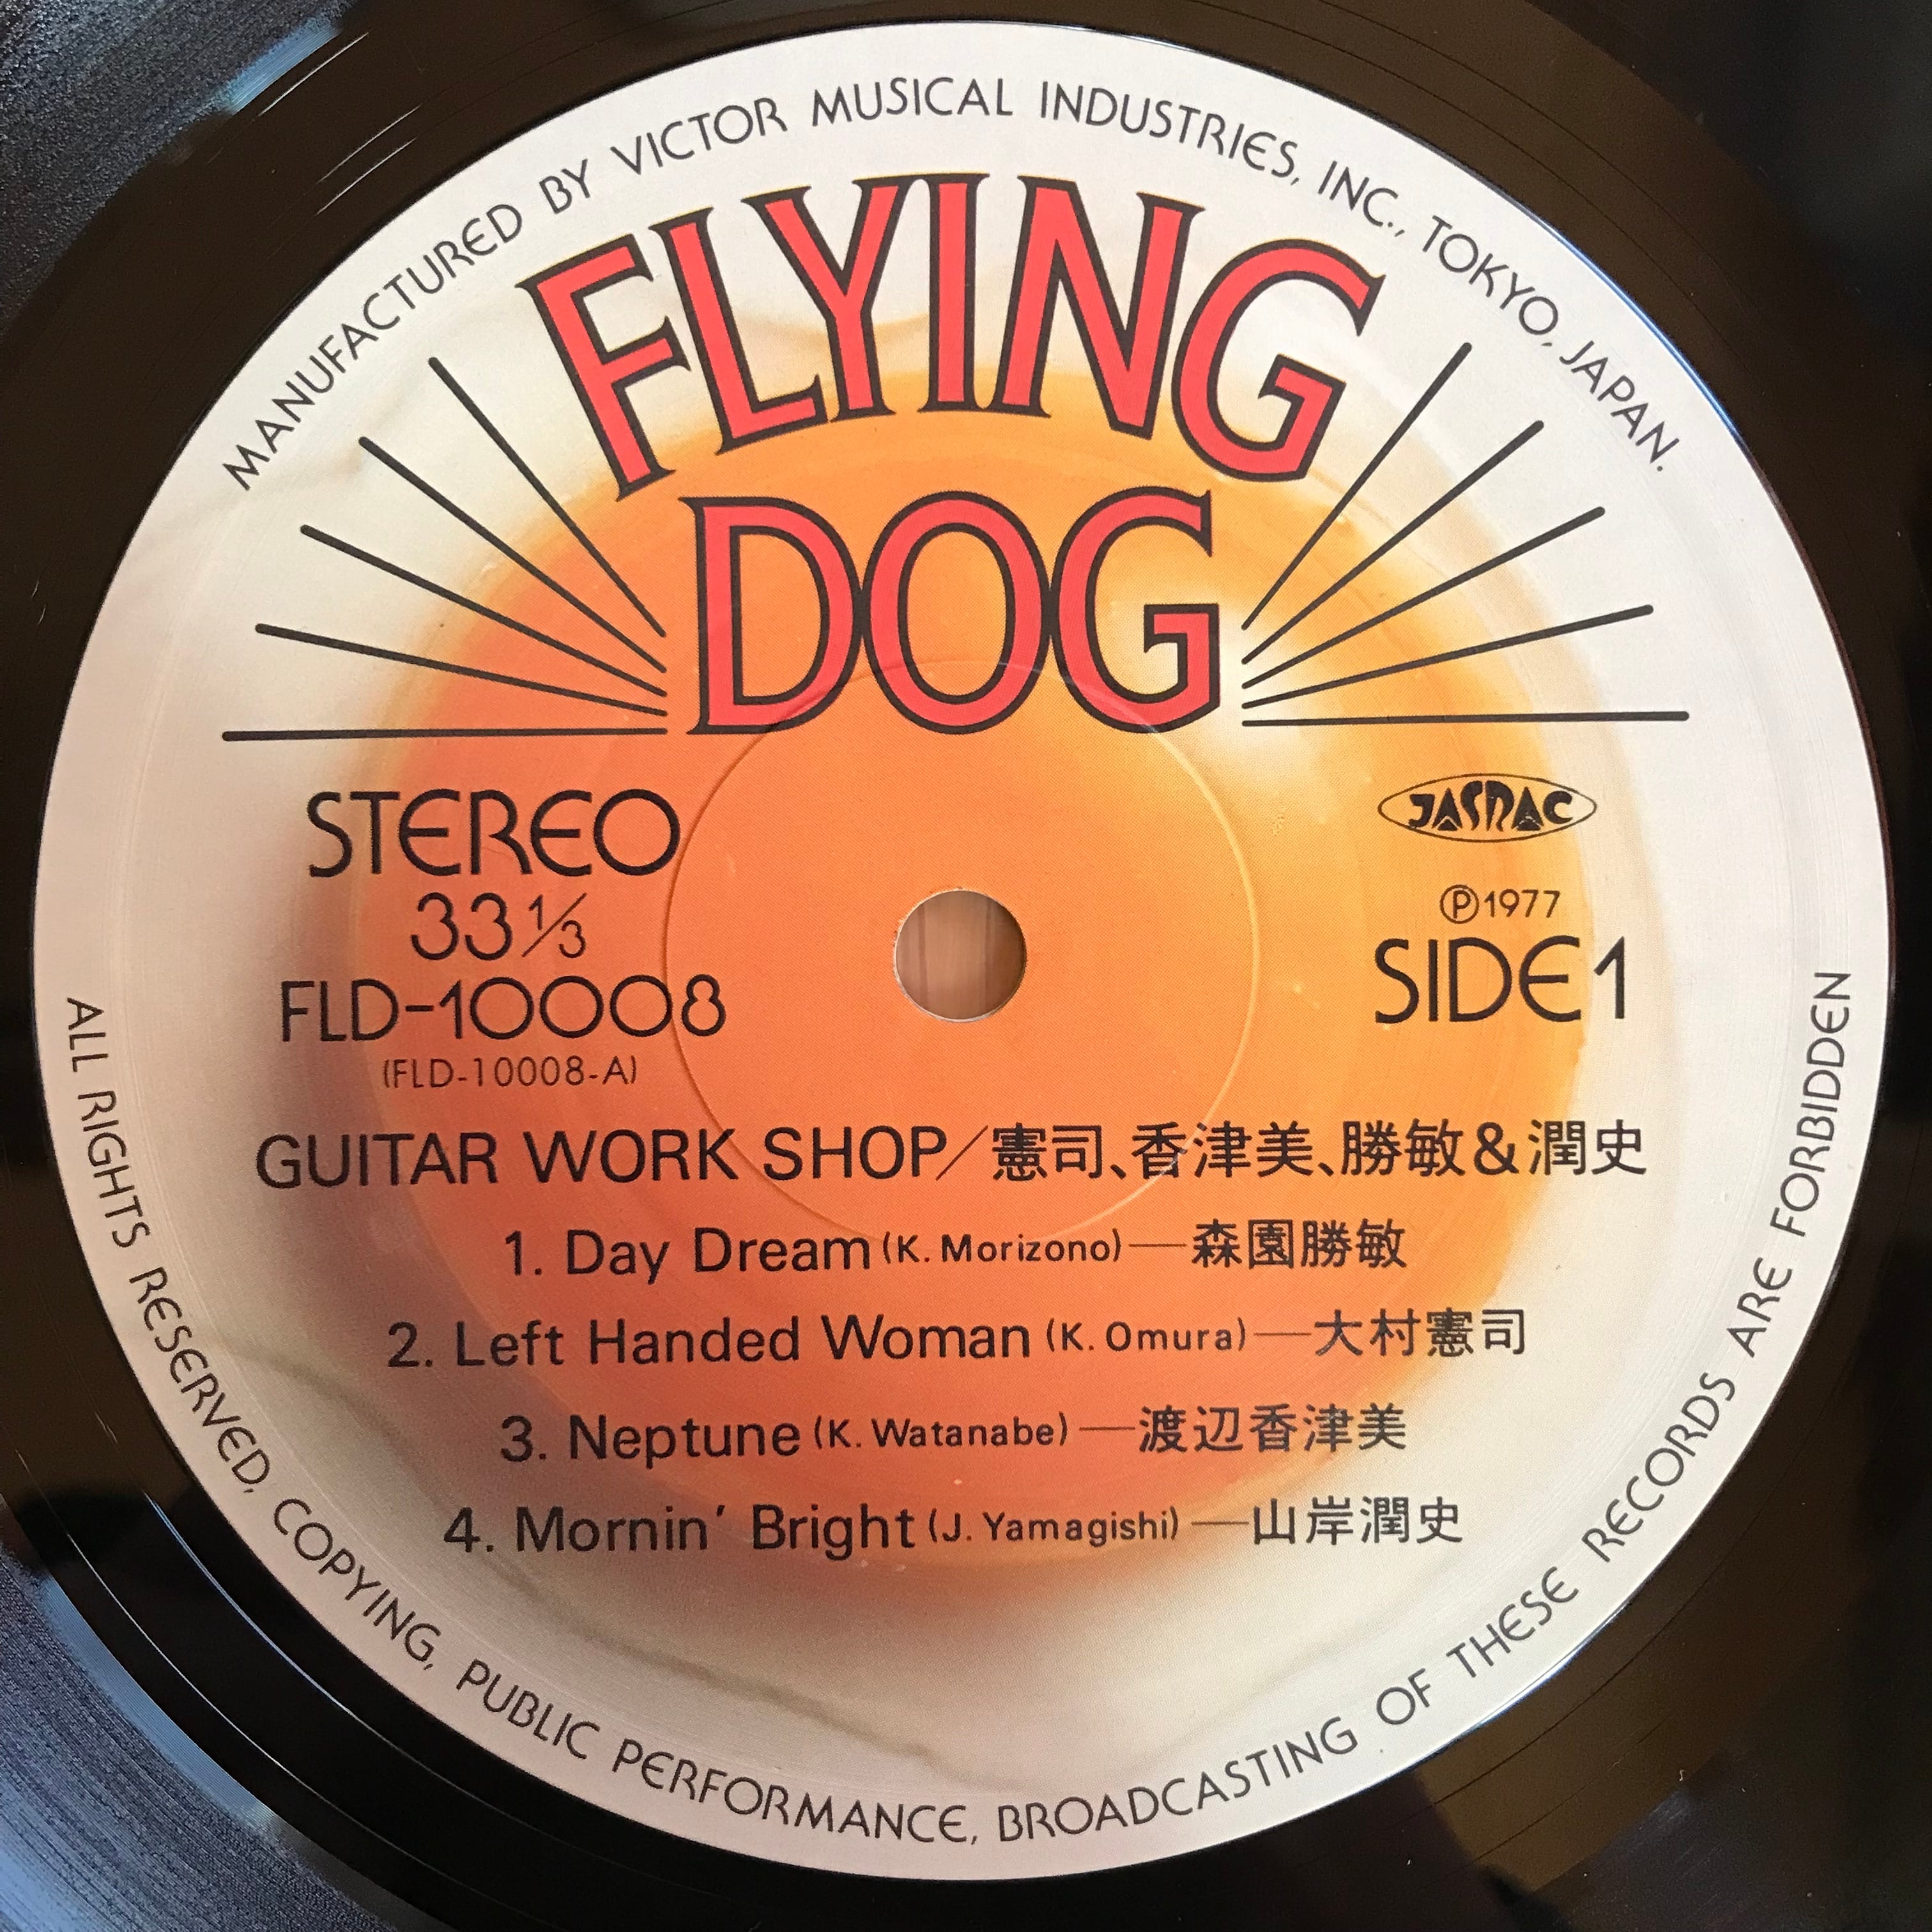 MANUFACTURED BY VICTOR MUSICAL INDUSTRIES, INC., TOKYO, JAPAN.
FLYING
DOG
STEREO
33 1/3
FLD-10008
(FLD-10008-A)
JASRAC
Ⓟ1977
SIDE 1
GUITAR WORK SHOP/憲司、香津美、勝敏&潤史
1. Day Dream (K. Morizono)—森園勝敏
2. Left Handed Woman (K. Omura)—大村憲司
3. Neptune (K. Watanabe)—渡辺香津美
4. Mornin' Bright (J. Yamagishi)—山岸潤史
ALL RIGHTS RESERVED, COPYING, PUBLIC PERFORMANCE, BROADCASTING OF THESE RECORDS ARE FORBIDDEN